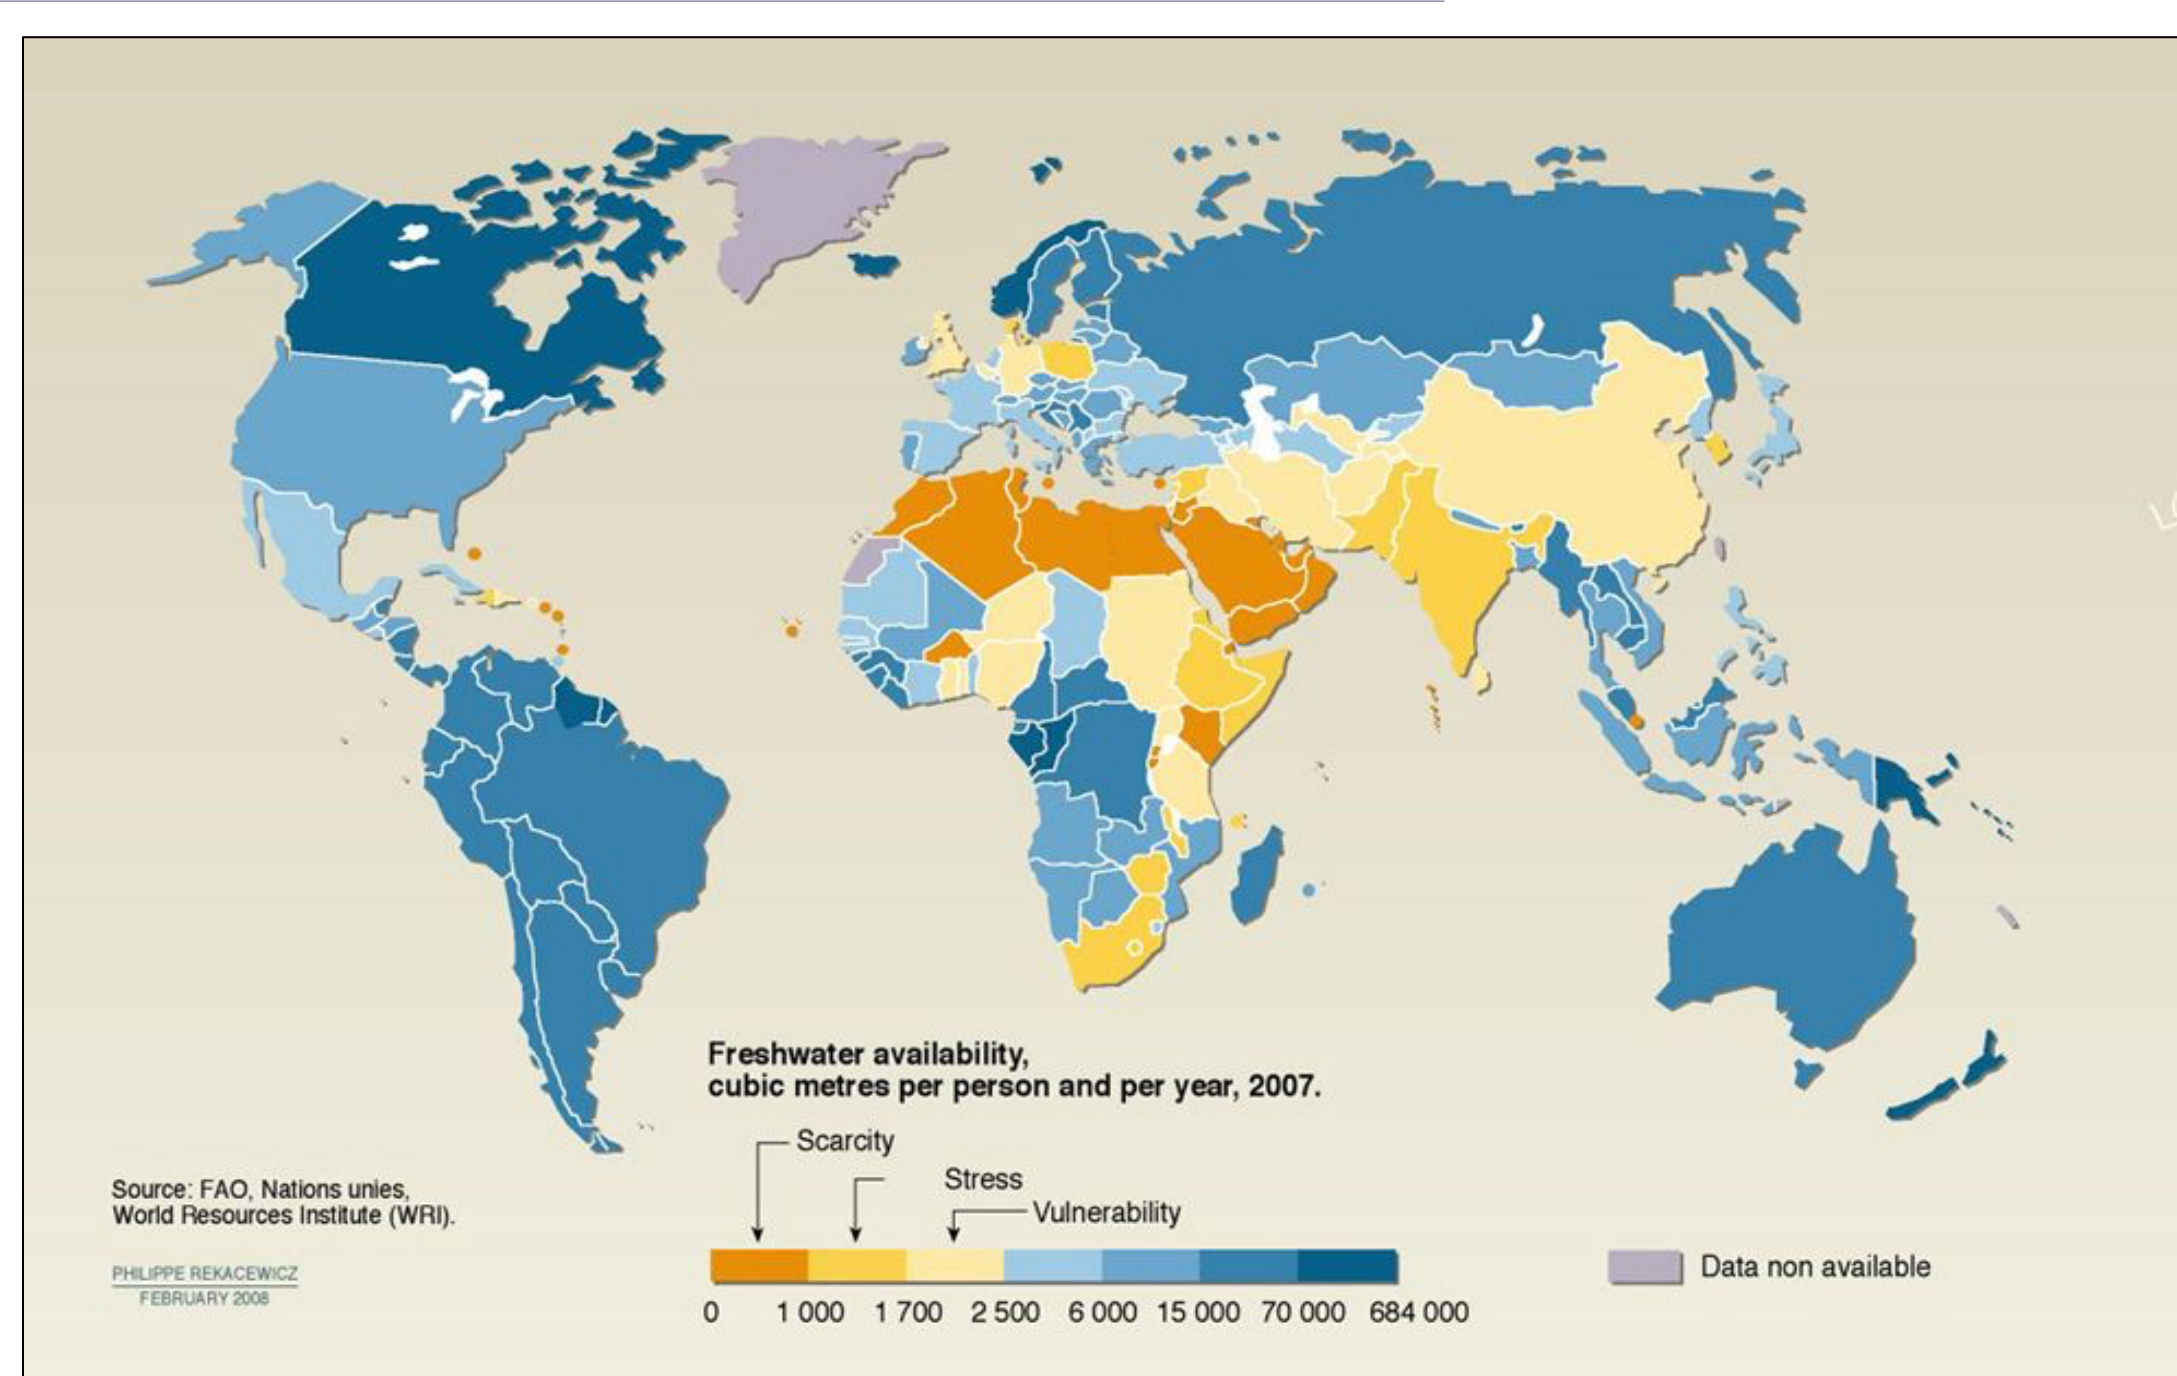 Freshwater availability,
cubic metres per person and per year, 2007.
Scarcity
Stress
Vulnerability
0 1 000 1 700 2 500 6 000 15 000 70 000 684 000
Data non available
Source: FAO, Nations unies,
World Resources Institute (WRI).
PHILIPPE REKACEWICZ
FEBRUARY 2008